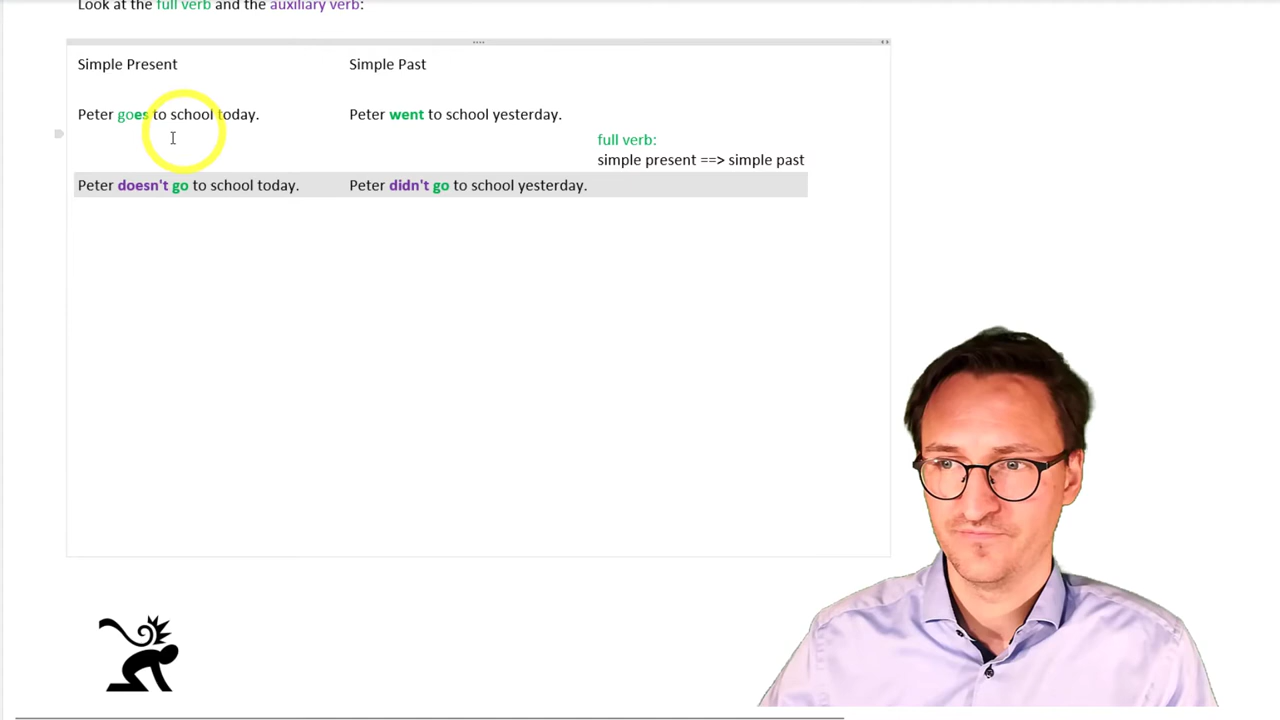 Look at the full verb and the auxiliary verb:
Simple Present Simple Past
Peter goes to school today. Peter went to school yesterday.
full verb:
simple present ==> simple past
Peter doesn't go to school today. Peter didn't go to school yesterday.